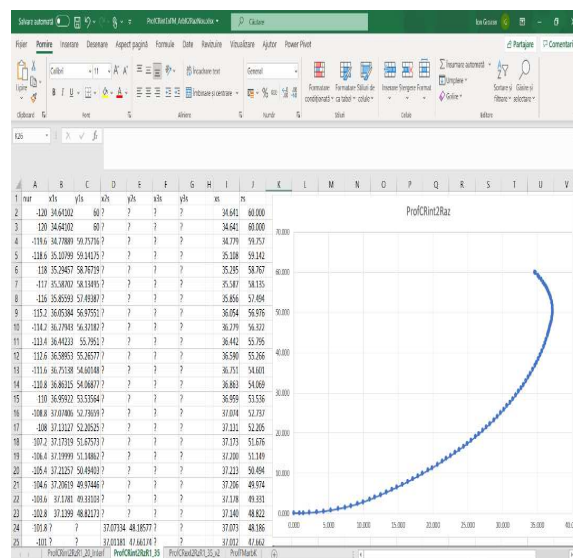 Salvare automată ProfCRint1xFM_Arbk2RazNou.xlsx Căutare Ion Grosan
Fișier Pornire Inserare Desenare Aspect pagină Formule Date Revizuire Vizualizare Ajutor Power Pivot Partajare Comentarii
Lipire Calibri 11 Încadrare text General Formatare condiționată Formatare ca tabel Stiluri de celule Inserare Ștergere Format Însumare automată Umplere Golire Sortare și filtrare Găsire și selectare
B I U Îmbinare și centrare
Clipboard Font Aliniere Număr Stiluri Celule Editare
K26 fx
A B C D E F G H I J K L M N O P Q R S T U V
1 nur x1s y1s x2s y2s x3s y3s xs rs
2 -120 34.64102 60 ? ? ? ? 34.641 60.000
3 -120 34.64102 60 ? ? ? ? 34.641 60.000
4 -119.6 34.77889 59.75716 ? ? ? ? 34.779 59.757
5 -118.6 35.10799 59.14175 ? ? ? ? 35.108 59.142
6 118 35.29457 58.76719 ? ? ? ? 35.295 58.767
7 -117 35.58702 58.13495 ? ? ? ? 35.587 58.135
8 -116 35.85593 57.49387 ? ? ? ? 35.856 57.494
9 -115.2 36.05384 56.97551 ? ? ? ? 36.054 56.976
10 -114.2 36.27943 56.32182 ? ? ? ? 36.279 56.322
11 -113.4 36.44233 55.7951 ? ? ? ? 36.442 55.795
12 112.6 36.58953 55.26577 ? ? ? ? 36.590 55.266
13 -111.6 36.75138 54.60148 ? ? ? ? 36.751 54.601
14 -110.8 36.86315 54.06877 ? ? ? ? 36.863 54.069
15 110 36.95922 53.53564 ? ? ? ? 36.959 53.536
16 -108.8 37.07406 52.73659 ? ? ? ? 37.074 52.737
17 -108 37.13127 52.20525 ? ? ? ? 37.131 52.205
18 -107.2 37.17319 51.67573 ? ? ? ? 37.173 51.676
19 -106.4 37.19999 51.14862 ? ? ? ? 37.200 51.149
20 -105.4 37.21257 50.49403 ? ? ? ? 37.213 50.494
21 -104.6 37.20619 49.97446 ? ? ? ? 37.206 49.974
22 -103.6 37.1781 49.33103 ? ? ? ? 37.178 49.331
23 -102.8 37.1399 48.82173 ? ? ? ? 37.140 48.822
24 -101.8 ? ? 37.07334 48.18577 ? ? 37.073 48.186
25 -101 ? ? 37.01181 47.66174 ? ? 37.012 47.662
ProfCRint2Raz
70.000
60.000
50.000
40.000
30.000
20.000
10.000
0.000
0.000 5.000 10.000 15.000 20.000 25.000 30.000 35.000 40.0
ProfCRint2RzR1_20_Interf ProfCRint2RzR1_35 ProfCRext2RzR1_35_v2 ProfFMarbK